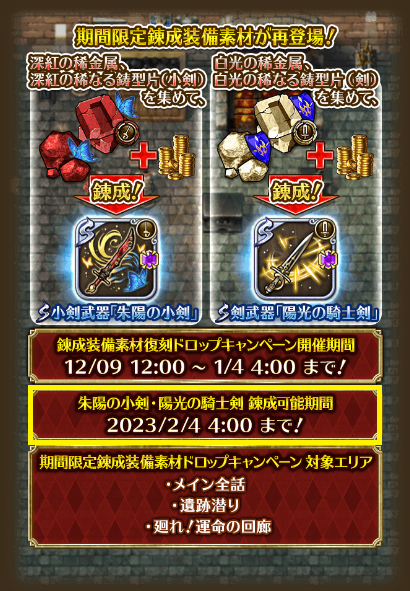 期間限定錬成装備素材が再登場!
深紅の稀金属、
深紅の稀なる鋳型片(小剣)
を集めて、
錬成!
S小剣武器「朱陽の小剣」
白光の稀金属、
白光の稀なる鋳型片(剣)
を集めて、
錬成!
S剣武器「陽光の騎士剣」
錬成装備素材復刻ドロップキャンペーン開催期間
12/09 12:00 ~ 1/4 4:00 まで!
朱陽の小剣・陽光の騎士剣 錬成可能期間
2023/2/4 4:00 まで!
期間限定錬成装備素材ドロップキャンペーン 対象エリア
・メイン全話
・遺跡潜り
・廻れ!運命の回廊